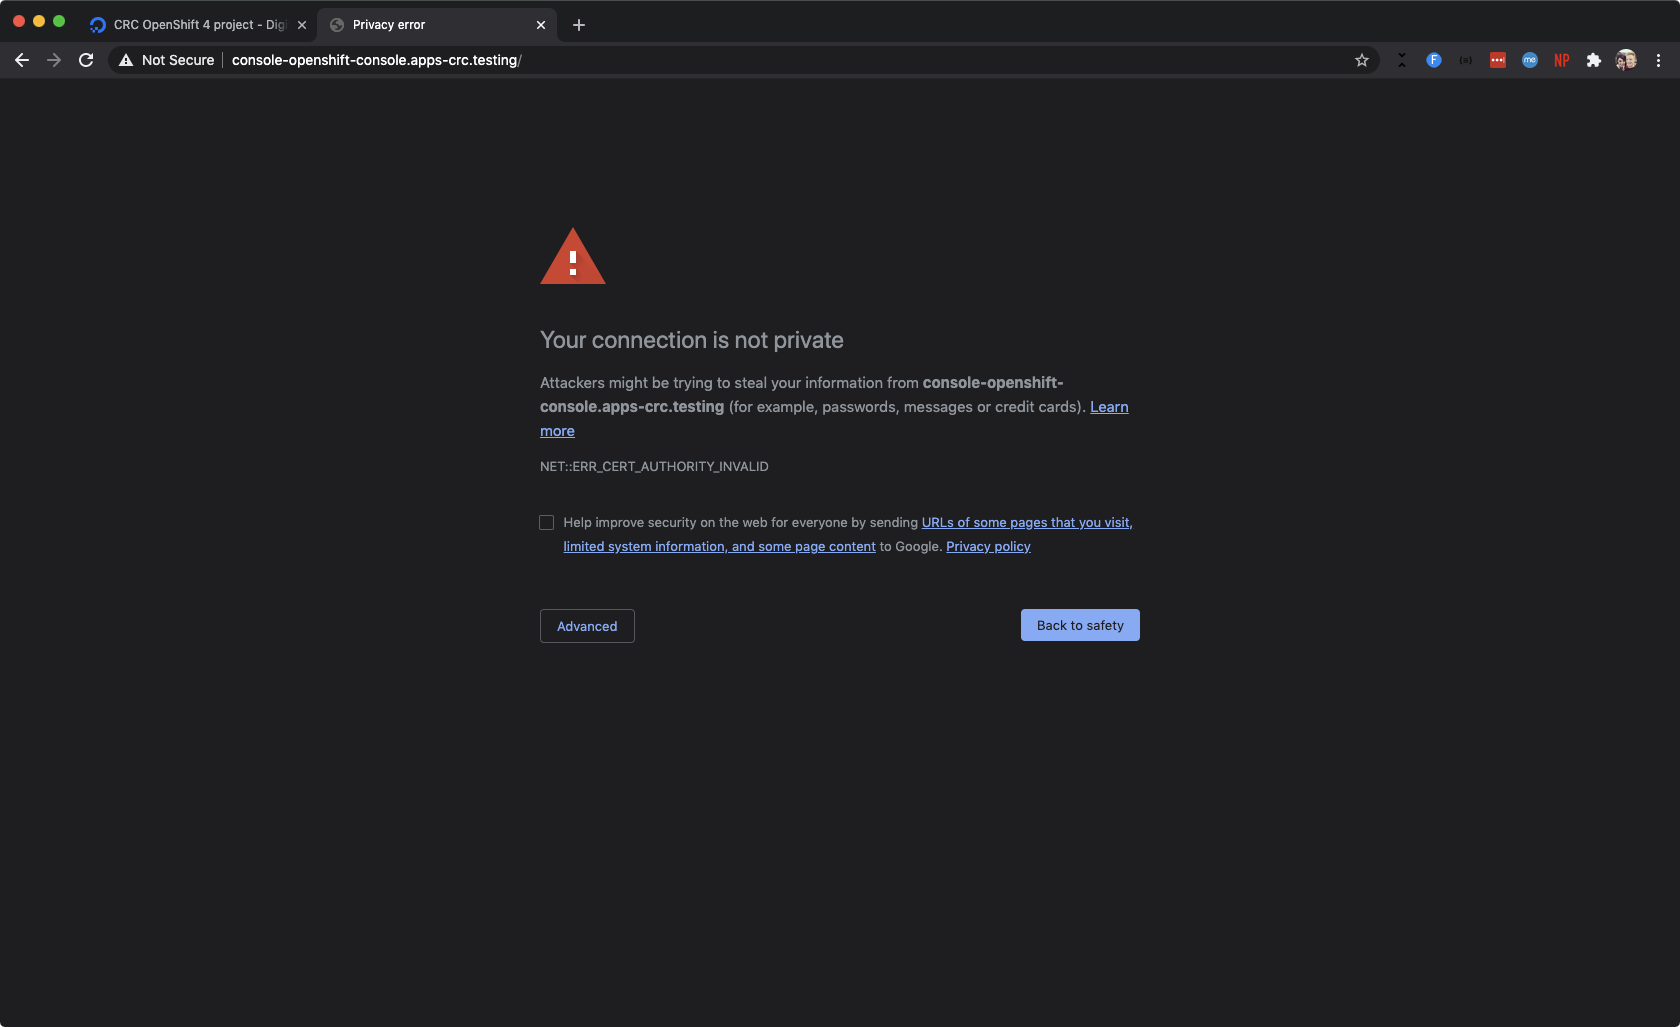 CRC OpenShift 4 project - Digi
Privacy error
Not Secure
console-openshift-console.apps-crc.testing/
F
me
NP
Your connection is not private
Attackers might be trying to steal your information from console-openshift-
console.apps-crc.testing (for example, passwords, messages or credit cards). Learn
more
NET::ERR_CERT_AUTHORITY_INVALID
Help improve security on the web for everyone by sending URLs of some pages that you visit,
limited system information, and some page content to Google. Privacy policy
Advanced
Back to safety